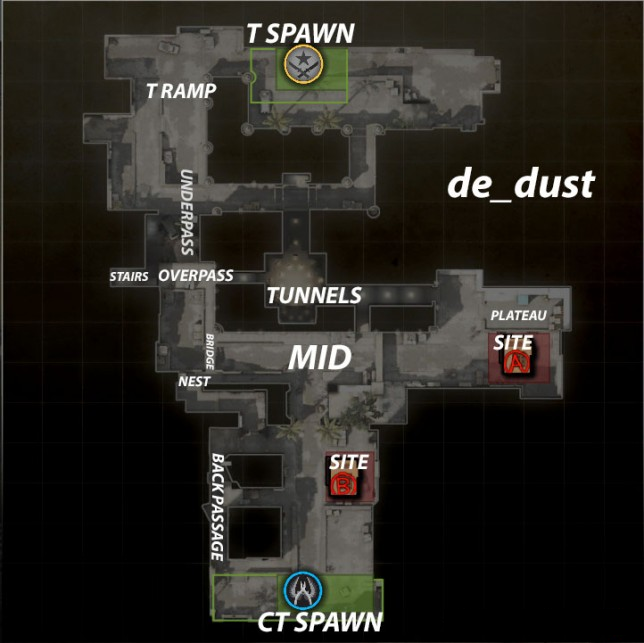 T SPAWN
T RAMP
de_dust
UNDERPASS
STAIRS
OVERPASS
TUNNELS
PLATEAU
BRIDGE
MID
SITE
A
NEST
SITE
B
BACK PASSAGE
CT SPAWN